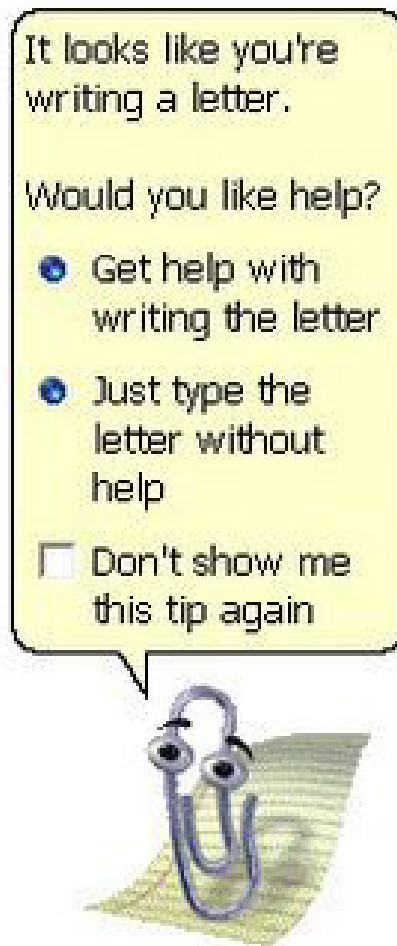 It looks like you're
writing a letter.
Would you like help?
Get help with
writing the letter
Just type the
letter without
help
Don't show me
this tip again